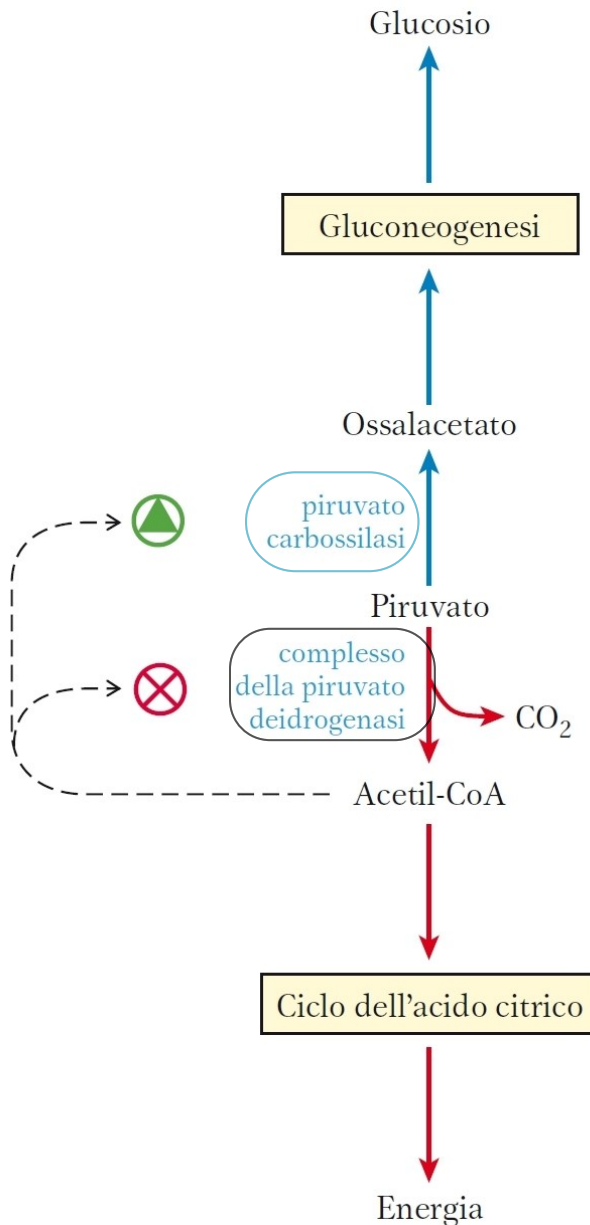 Glucosio
Gluconeogenesi
Ossalacetato
piruvato
carbossilasi
Piruvato
complesso
della piruvato
deidrogenasi
CO₂
Acetil-CoA
Ciclo dell’acido citrico
Energia